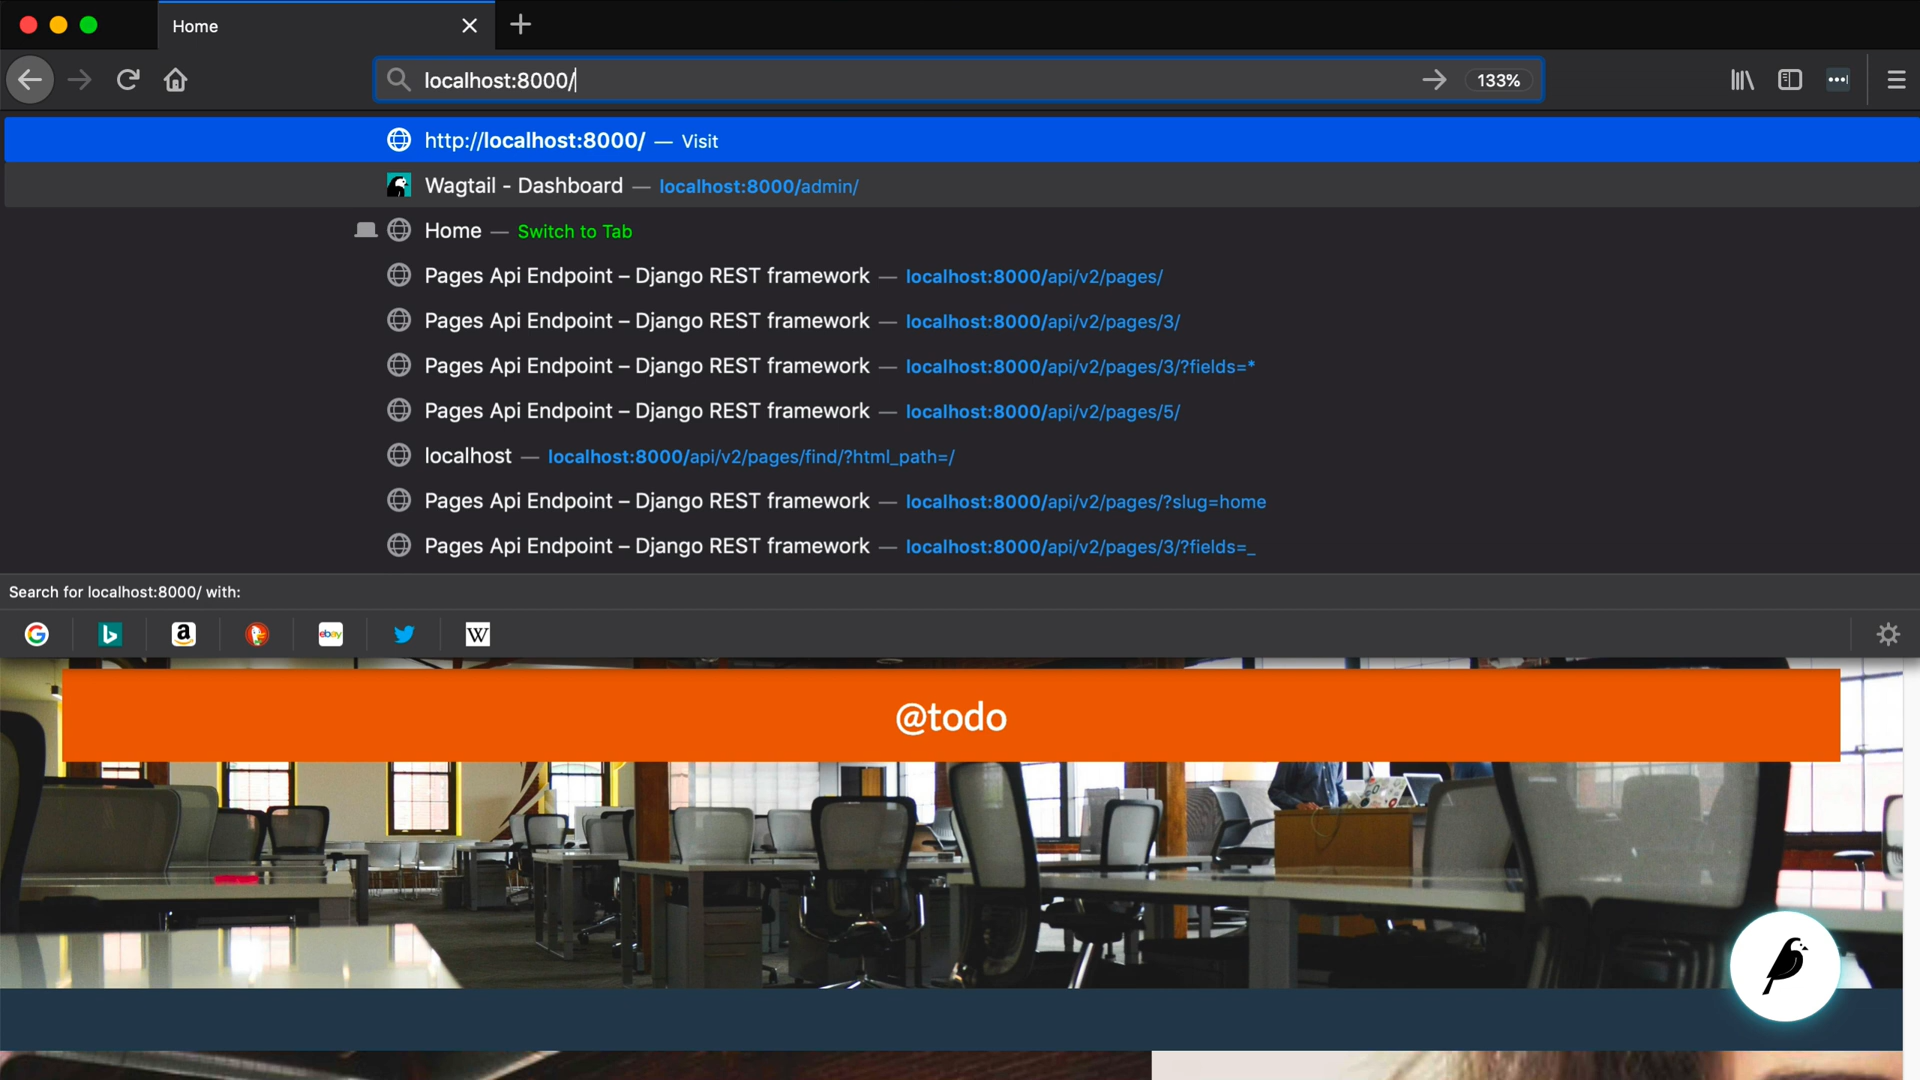 Home
localhost:8000/
133%
http://localhost:8000/ — Visit
Wagtail - Dashboard — localhost:8000/admin/
Home — Switch to Tab
Pages Api Endpoint – Django REST framework — localhost:8000/api/v2/pages/
Pages Api Endpoint – Django REST framework — localhost:8000/api/v2/pages/3/
Pages Api Endpoint – Django REST framework — localhost:8000/api/v2/pages/3/?fields=*
Pages Api Endpoint – Django REST framework — localhost:8000/api/v2/pages/5/
localhost — localhost:8000/api/v2/pages/find/?html_path=/
Pages Api Endpoint – Django REST framework — localhost:8000/api/v2/pages/?slug=home
Pages Api Endpoint – Django REST framework — localhost:8000/api/v2/pages/3/?fields=_
Search for localhost:8000/ with:
G b a ebay W
@todo